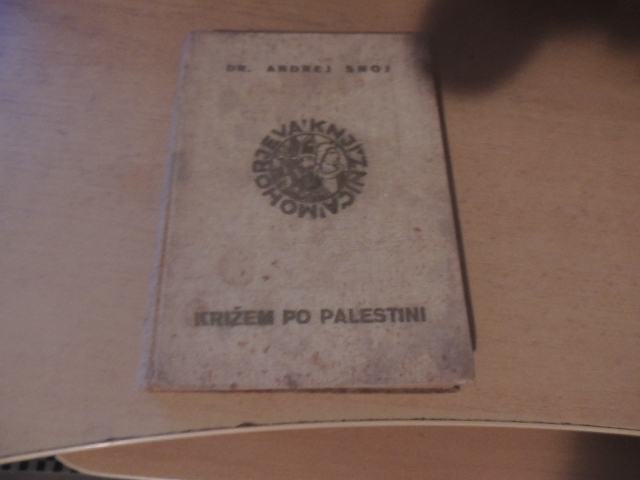 DR. ANDREJ SNOJ
MOHORJEVA KNJIŽNICA
KRIŽEM PO PALESTINI